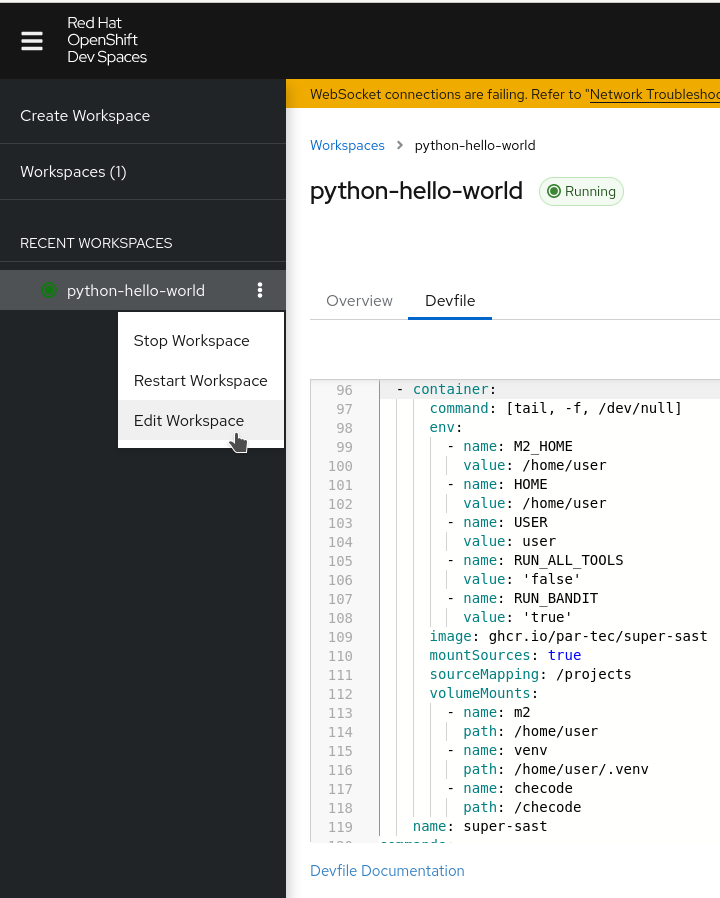 Red Hat
OpenShift
Dev Spaces
Create Workspace
Workspaces (1)
RECENT WORKSPACES
python-hello-world
Stop Workspace
Restart Workspace
Edit Workspace
WebSocket connections are failing. Refer to "Network Troubleshoo
Workspaces > python-hello-world
python-hello-world Running
Overview Devfile
96 - container:
97 command: [tail, -f, /dev/null]
98 env:
99 - name: M2_HOME
100 value: /home/user
101 - name: HOME
102 value: /home/user
103 - name: USER
104 value: user
105 - name: RUN_ALL_TOOLS
106 value: 'false'
107 - name: RUN_BANDIT
108 value: 'true'
109 image: ghcr.io/par-tec/super-sast
110 mountSources: true
111 sourceMapping: /projects
112 volumeMounts:
113 - name: m2
114 path: /home/user
115 - name: venv
116 path: /home/user/.venv
117 - name: checode
118 path: /checode
119 name: super-sast
Devfile Documentation